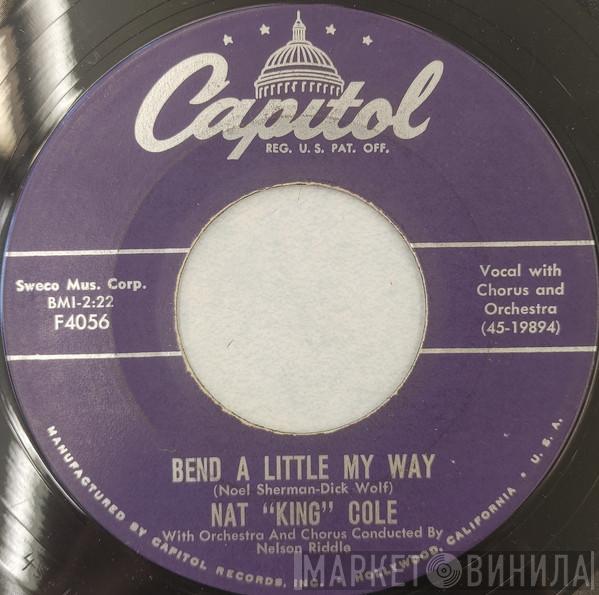 Capitol
REG. U. S. PAT. OFF.
Sweco Mus. Corp.
BMI-2:22
F4056
Vocal with
Chorus and
Orchestra
(45-19894)
BEND A LITTLE MY WAY
(Noel Sherman-Dick Wolf)
NAT "KING" COLE
With Orchestra And Chorus Conducted By
Nelson Riddle
MANUFACTURED BY CAPITOL RECORDS, INC. • HOLLYWOOD, CALIFORNIA • U. S. A.
МАРКЕТ ВИНИЛА